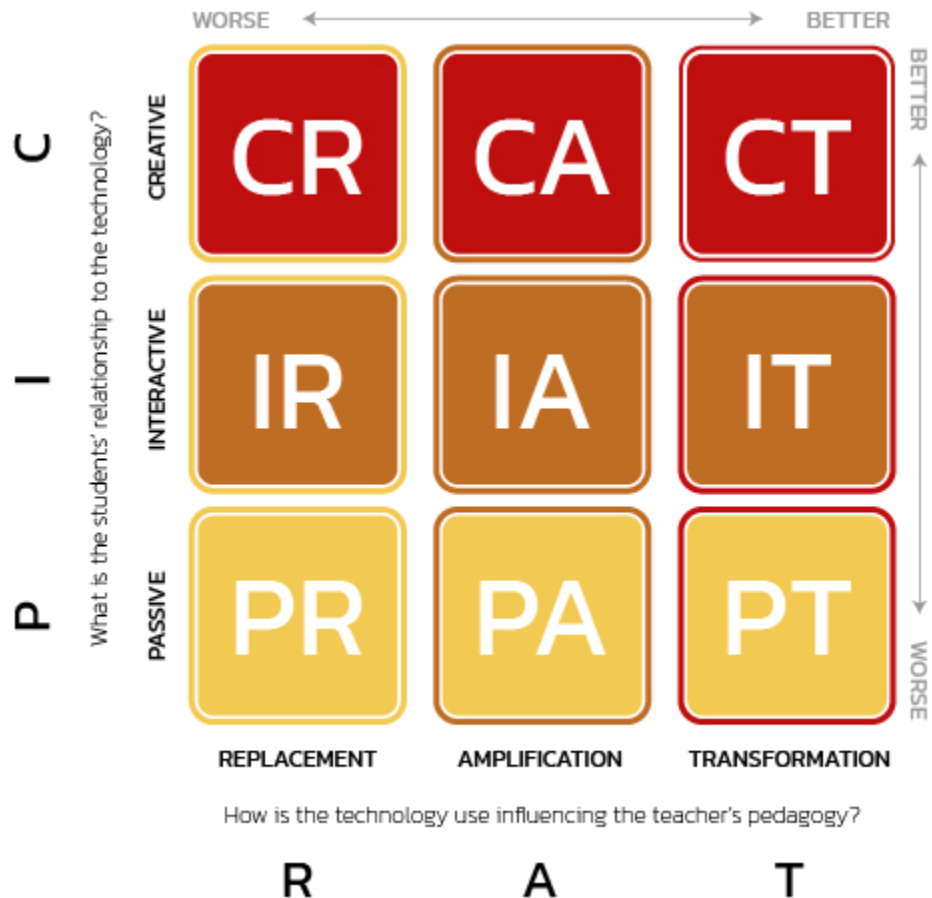 WORSE BETTER
BETTER
C
What is the students' relationship to the technology?
CREATIVE
CR CA CT
I
INTERACTIVE
IR IA IT
P
PASSIVE
PR PA PT
WORSE
REPLACEMENT AMPLIFICATION TRANSFORMATION
How is the technology use influencing the teacher's pedagogy?
R A T